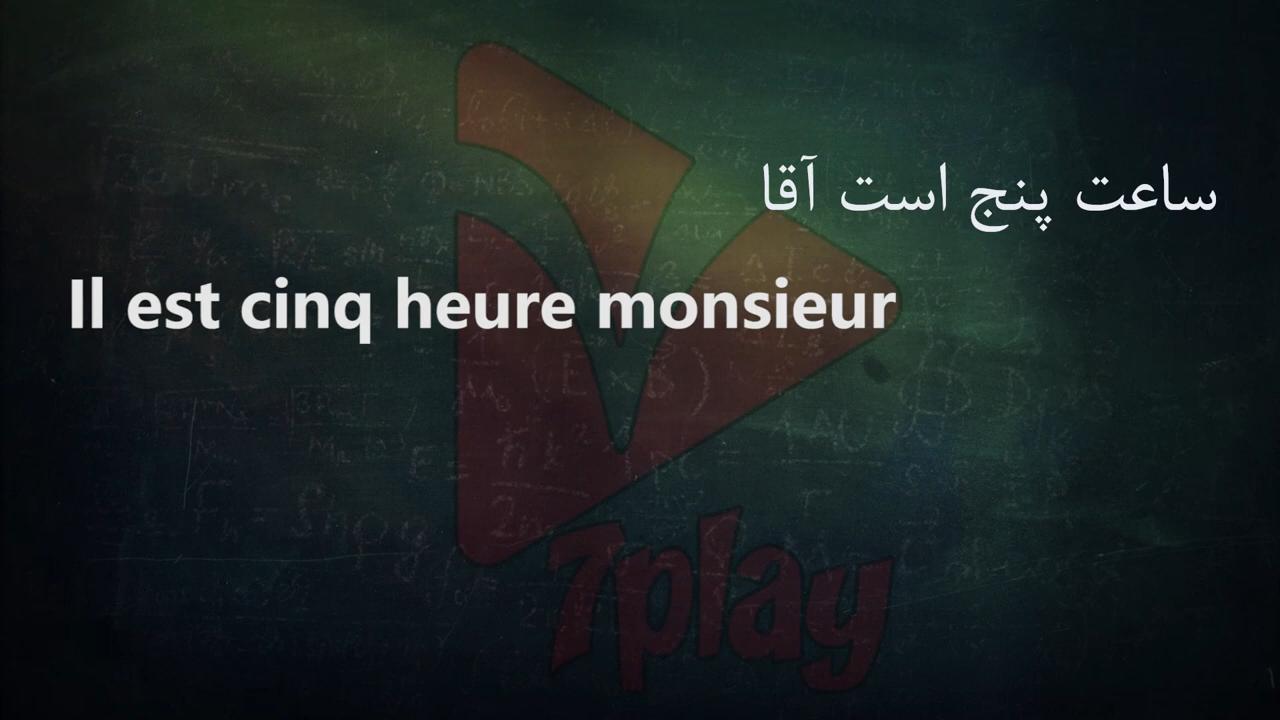 ساعت پنج است آقا
Il est cinq heure monsieur
7play